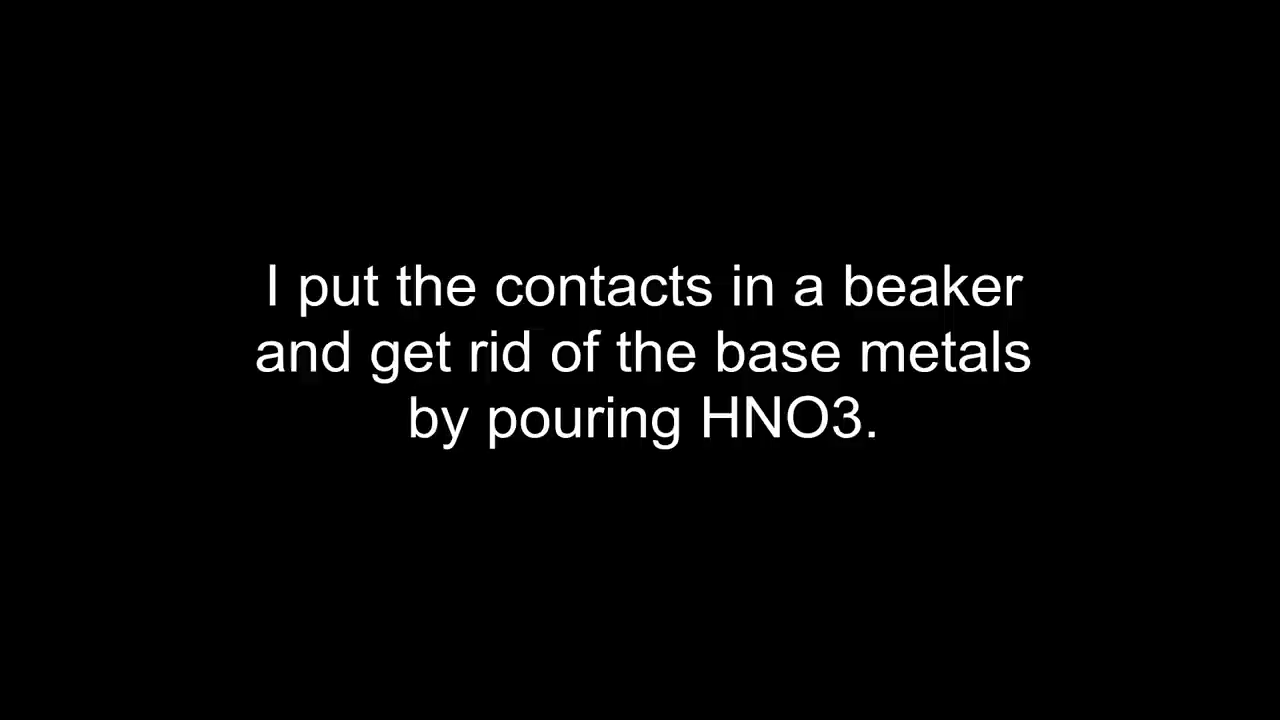 I put the contacts in a beaker
and get rid of the base metals
by pouring HNO3.